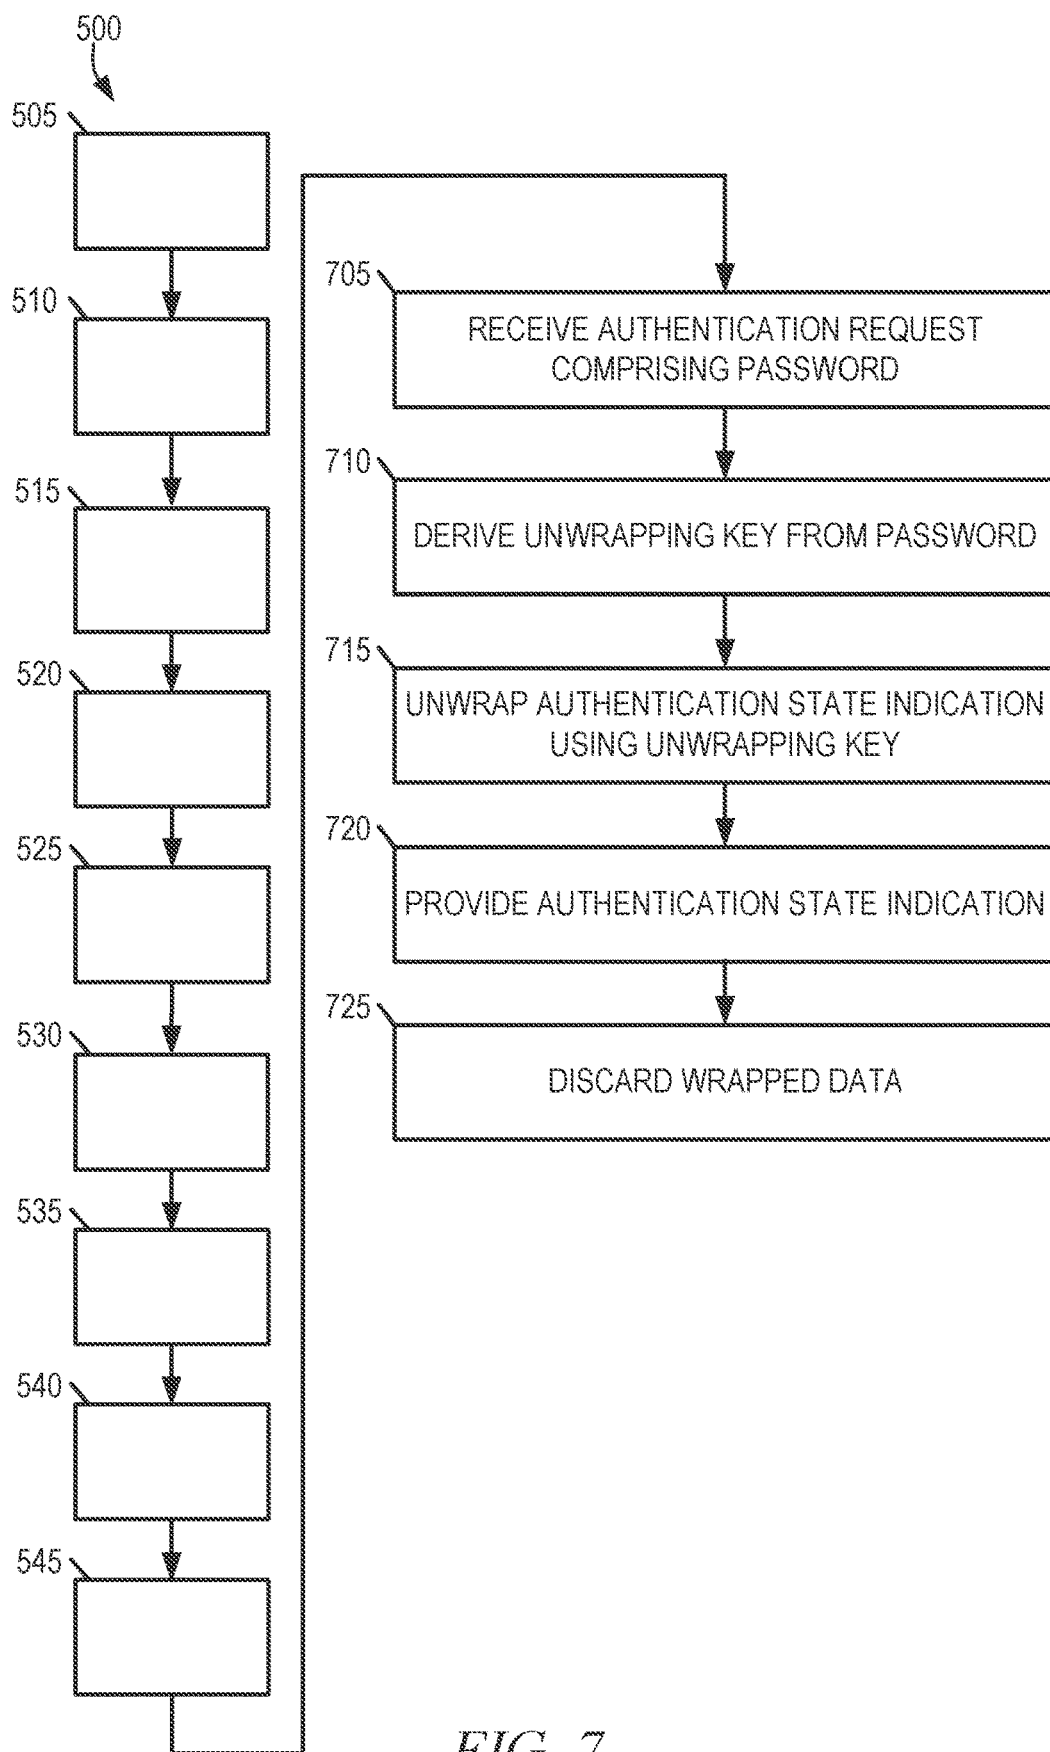 500
505
510
515
520
525
530
535
540
545
705
RECEIVE AUTHENTICATION REQUEST
COMPRISING PASSWORD
710
DERIVE UNWRAPPING KEY FROM PASSWORD
715
UNWRAP AUTHENTICATION STATE INDICATION
USING UNWRAPPING KEY
720
PROVIDE AUTHENTICATION STATE INDICATION
725
DISCARD WRAPPED DATA
FIG. 7